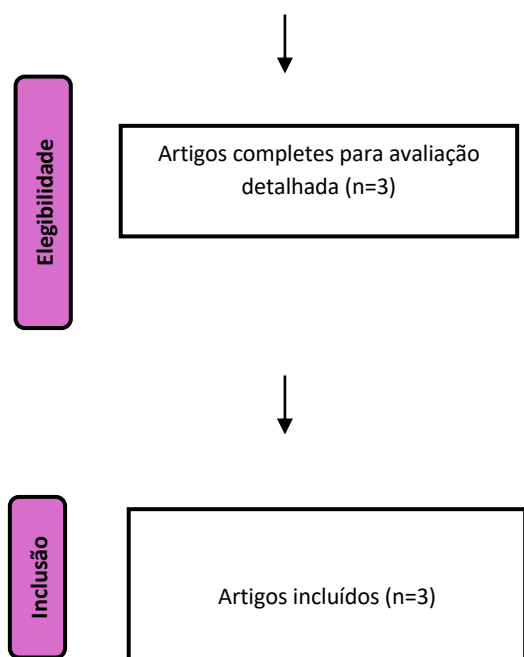 Elegibilidade
Artigos completes para avaliação
detalhada (n=3)
Inclusão
Artigos incluídos (n=3)